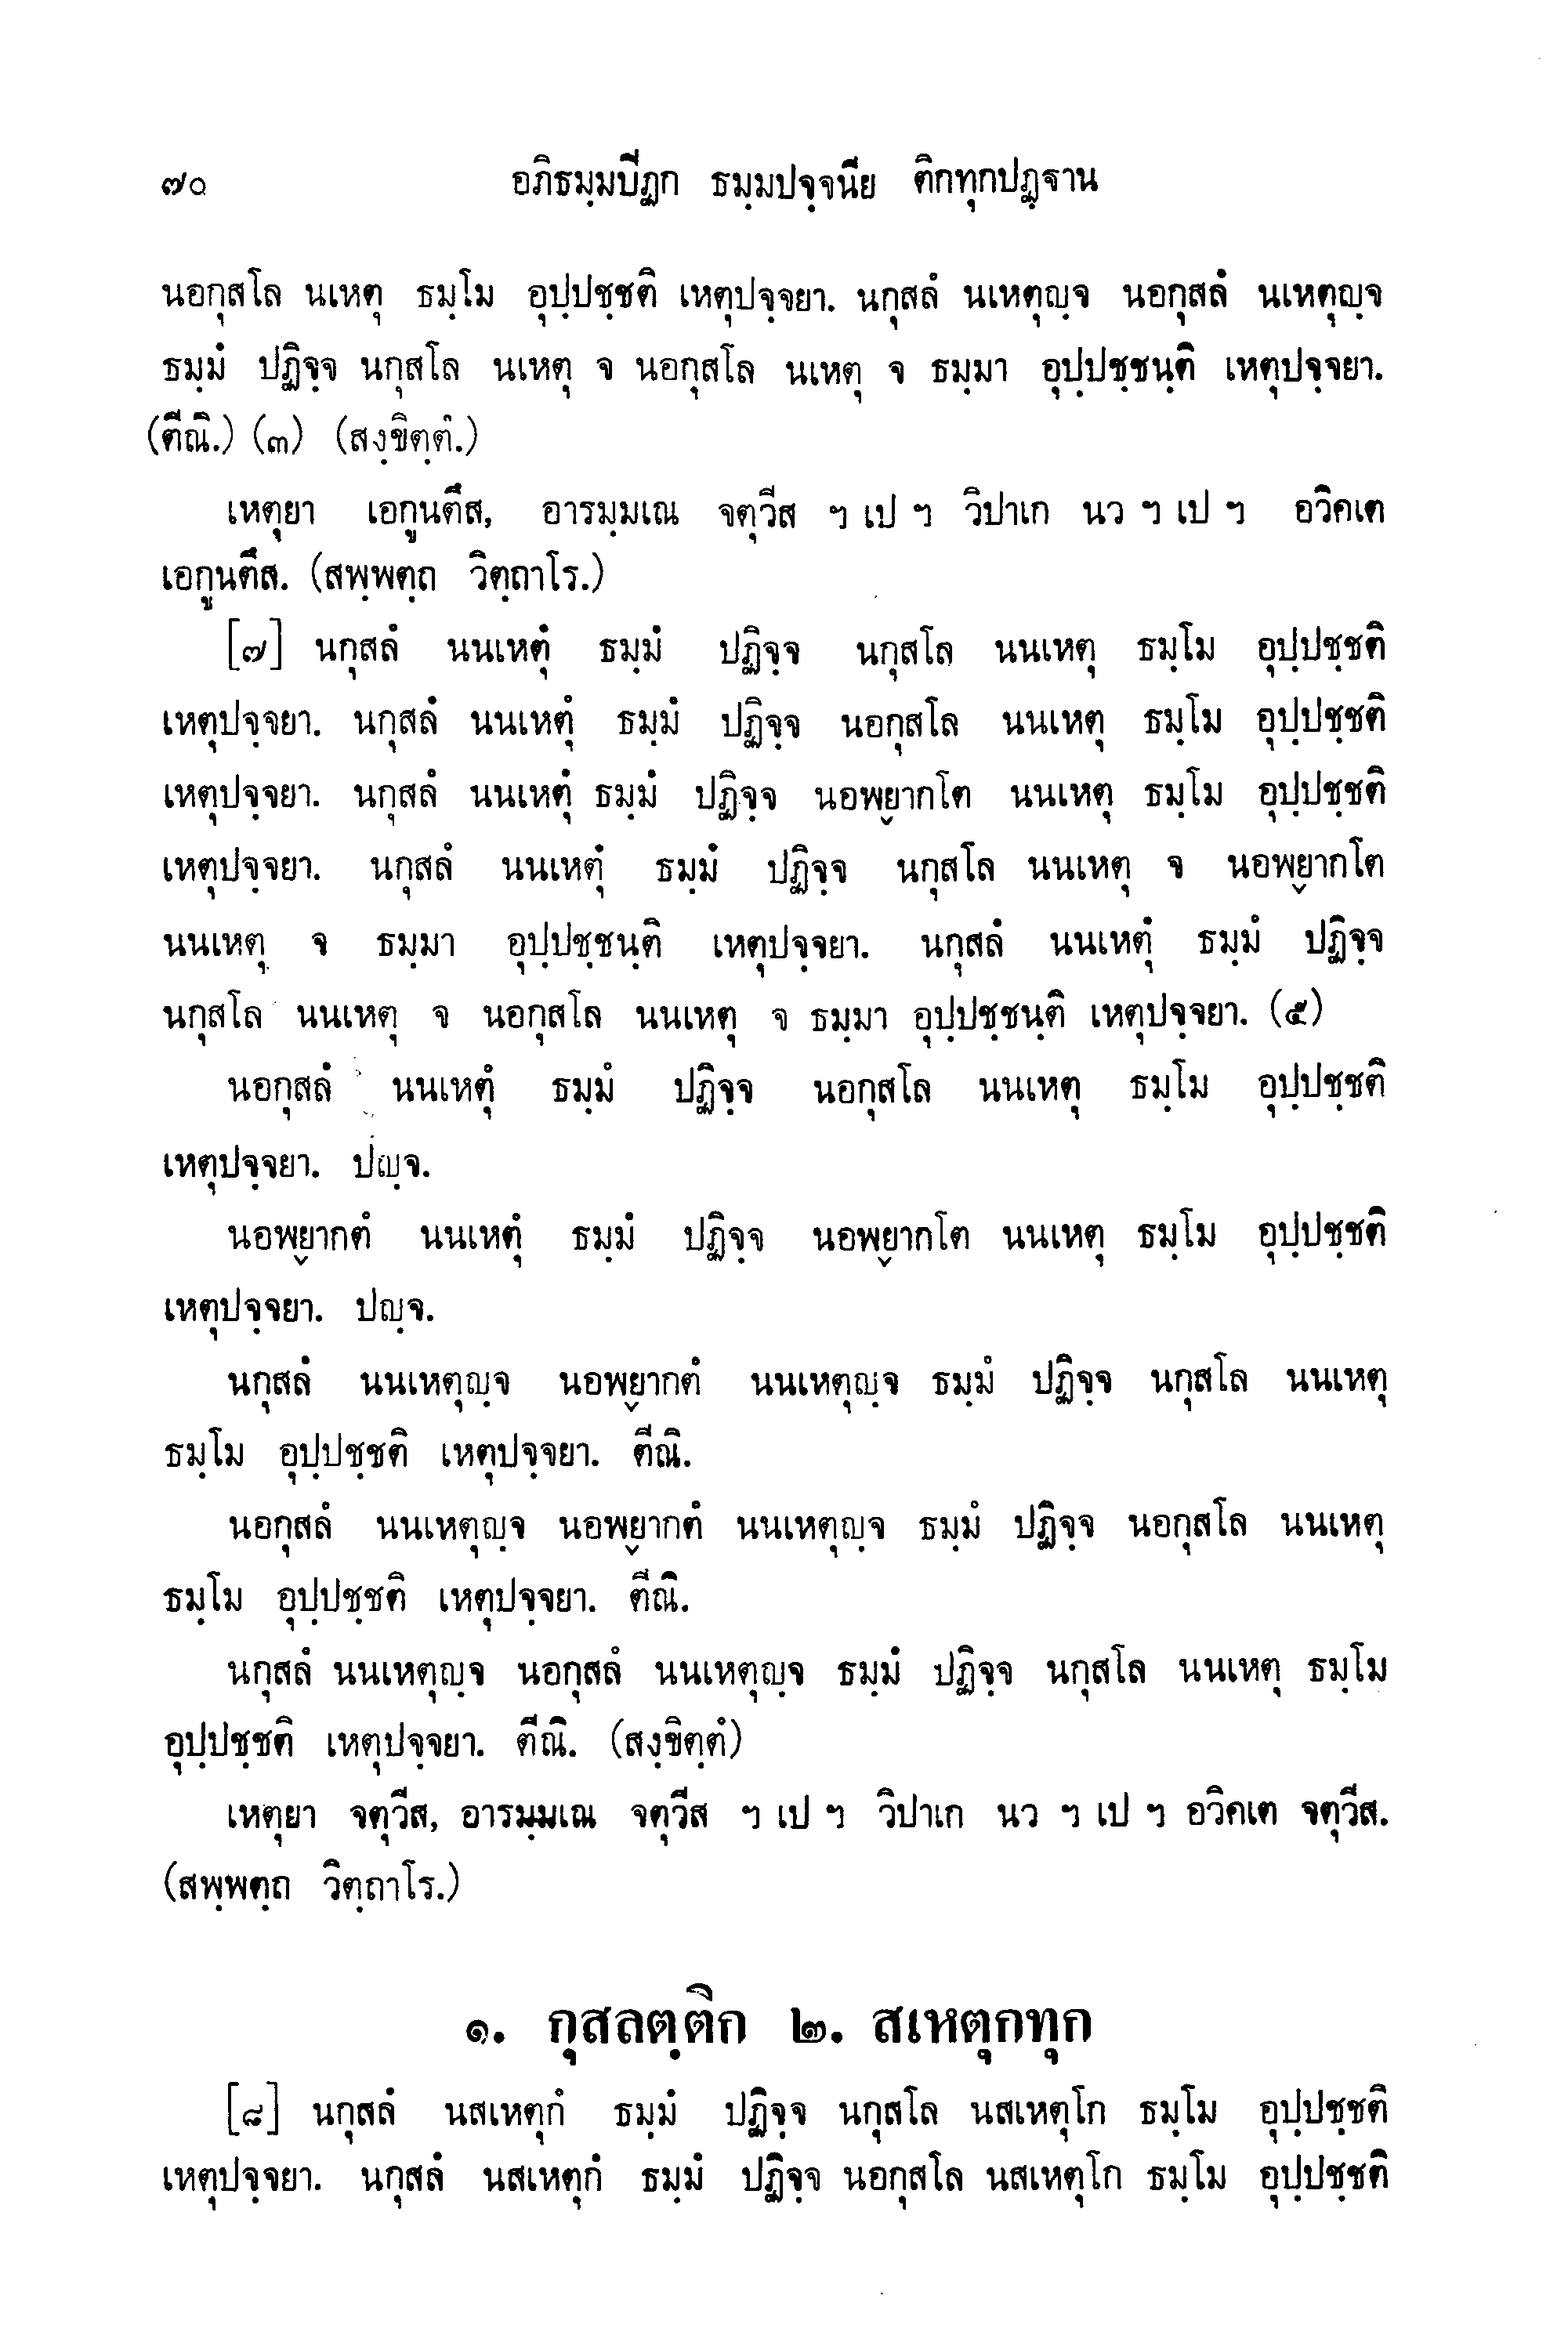 ๗๐ อภิธมฺมปีฏก ธมฺมปจฺจนีย ติกทุกปฏฺฐาน
นอกุสโล นเหตุ ธมฺโม อุปฺปชฺชติ เหตุปจฺจยา. นกุสลํ นเหตุญฺจ นอกุสลํ นเหตุญฺจ
ธมฺมํ ปฏิจฺจ นกุสโล นเหตุ จ นอกุสโล นเหตุ จ ธมฺมา อุปฺปชฺชนฺติ เหตุปจฺจยา.
(ตีณิ.) (๓) (สงฺขิตฺตํ.)
เหตุยา เอกูนตึส, อารมฺมเณ จตุวีส ฯ เป ฯ วิปาเก นว ฯ เป ฯ อวิคเต
เอกูนตึส. (สพฺพตฺถ วิตฺถาโร.)
[๗] นกุสลํ นนเหตุํ ธมฺมํ ปฏิจฺจ นกุสโล นนเหตุ ธมฺโม อุปฺปชฺชติ
เหตุปจฺจยา. นกุสลํ นนเหตุํ ธมฺมํ ปฏิจฺจ นอกุสโล นนเหตุ ธมฺโม อุปฺปชฺชติ
เหตุปจฺจยา. นกุสลํ นนเหตุํ ธมฺมํ ปฏิจฺจ นอพฺยากโต นนเหตุ ธมฺโม อุปฺปชฺชติ
เหตุปจฺจยา. นกุสลํ นนเหตุํ ธมฺมํ ปฏิจฺจ นกุสโล นนเหตุ จ นอพฺยากโต
นนเหตุ จ ธมฺมา อุปฺปชฺชนฺติ เหตุปจฺจยา. นกุสลํ นนเหตุํ ธมฺมํ ปฏิจฺจ
นกุสโล นนเหตุ จ นอกุสโล นนเหตุ จ ธมฺมา อุปฺปชฺชนฺติ เหตุปจฺจยา. (๕)
นอกุสลํ นนเหตุํ ธมฺมํ ปฏิจฺจ นอกุสโล นนเหตุ ธมฺโม อุปฺปชฺชติ
เหตุปจฺจยา. ปญฺจ.
นอพฺยากตํ นนเหตุํ ธมฺมํ ปฏิจฺจ นอพฺยากโต นนเหตุ ธมฺโม อุปฺปชฺชติ
เหตุปจฺจยา. ปญฺจ.
นกุสลํ นนเหตุญฺจ นอพฺยากตํ นนเหตุญฺจ ธมฺมํ ปฏิจฺจ นกุสโล นนเหตุ
ธมฺโม อุปฺปชฺชติ เหตุปจฺจยา. ตีณิ.
นอกุสลํ นนเหตุญฺจ นอพฺยากตํ นนเหตุญฺจ ธมฺมํ ปฏิจฺจ นอกุสโล นนเหตุ
ธมฺโม อุปฺปชฺชติ เหตุปจฺจยา. ตีณิ.
นกุสลํ นนเหตุญฺจ นอกุสลํ นนเหตุญฺจ ธมฺมํ ปฏิจฺจ นกุสโล นนเหตุ ธมฺโม
อุปฺปชฺชติ เหตุปจฺจยา. ตีณิ. (สงฺขิตฺตํ)
เหตุยา จตุวีส, อารมฺมเณ จตุวีส ฯ เป ฯ วิปาเก นว ฯ เป ฯ อวิคเต จตุวีส.
(สพฺพตฺถ วิตฺถาโร.)
๑. กุสลตฺติก ๒. สเหตุกทุก
[๘] นกุสลํ นสเหตุกํ ธมฺมํ ปฏิจฺจ นกุสโล นสเหตุโก ธมฺโม อุปฺปชฺชติ
เหตุปจฺจยา. นกุสลํ นสเหตุกํ ธมฺมํ ปฏิจฺจ นอกุสโล นสเหตุโก ธมฺโม อุปฺปชฺชติ